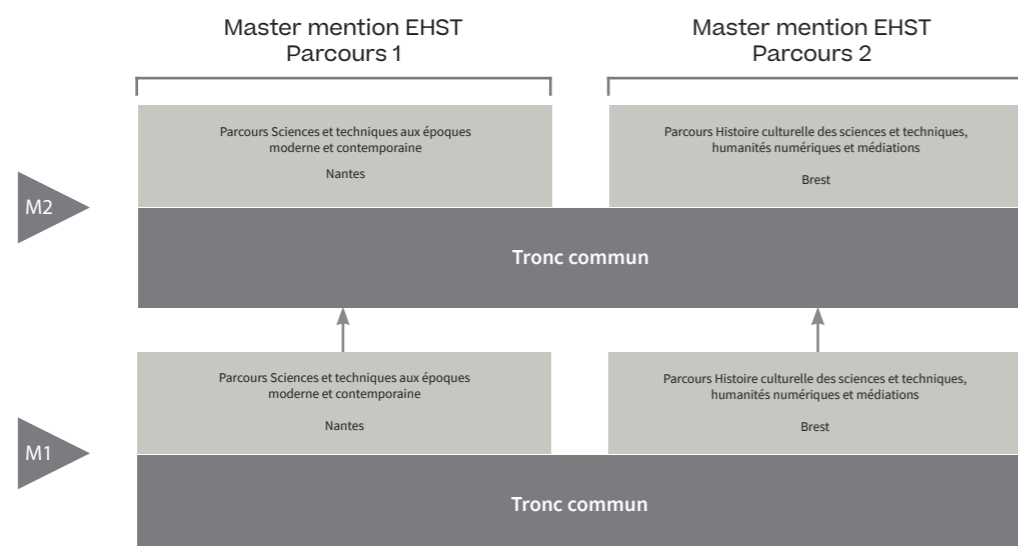 Master mention EHST
Parcours 1
Master mention EHST
Parcours 2
Parcours Sciences et techniques aux époques
moderne et contemporaine
Nantes
Parcours Histoire culturelle des sciences et techniques,
humanités numériques et médiations
Brest
M2
Tronc commun
Parcours Sciences et techniques aux époques
moderne et contemporaine
Nantes
Parcours Histoire culturelle des sciences et techniques,
humanités numériques et médiations
Brest
M1
Tronc commun